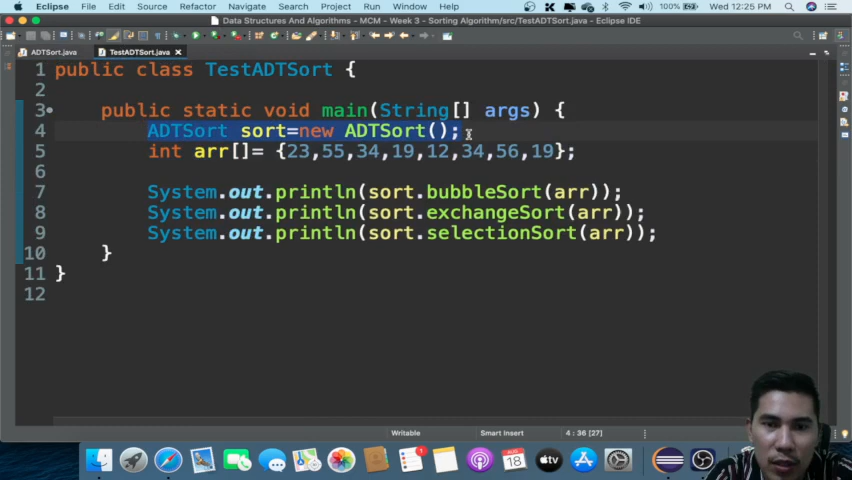 Eclipse File Edit Source Refactor Navigate Search Project Run Window Help 100% Wed 12:25 PM
Data Structures And Algorithms - MCM - Week 3 - Sorting Algorithm/src/TestADTSort.java - Eclipse IDE
ADTSort.java TestADTSort.java
1 public class TestADTSort {
2
3 public static void main(String[] args) {
4 ADTSort sort=new ADTSort();
5 int arr[]= {23,55,34,19,12,34,56,19};
6
7 System.out.println(sort.bubbleSort(arr));
8 System.out.println(sort.exchangeSort(arr));
9 System.out.println(sort.selectionSort(arr));
10 }
11 }
12
Writable Smart Insert 4 : 36 [27]
AUG
18
tv
1